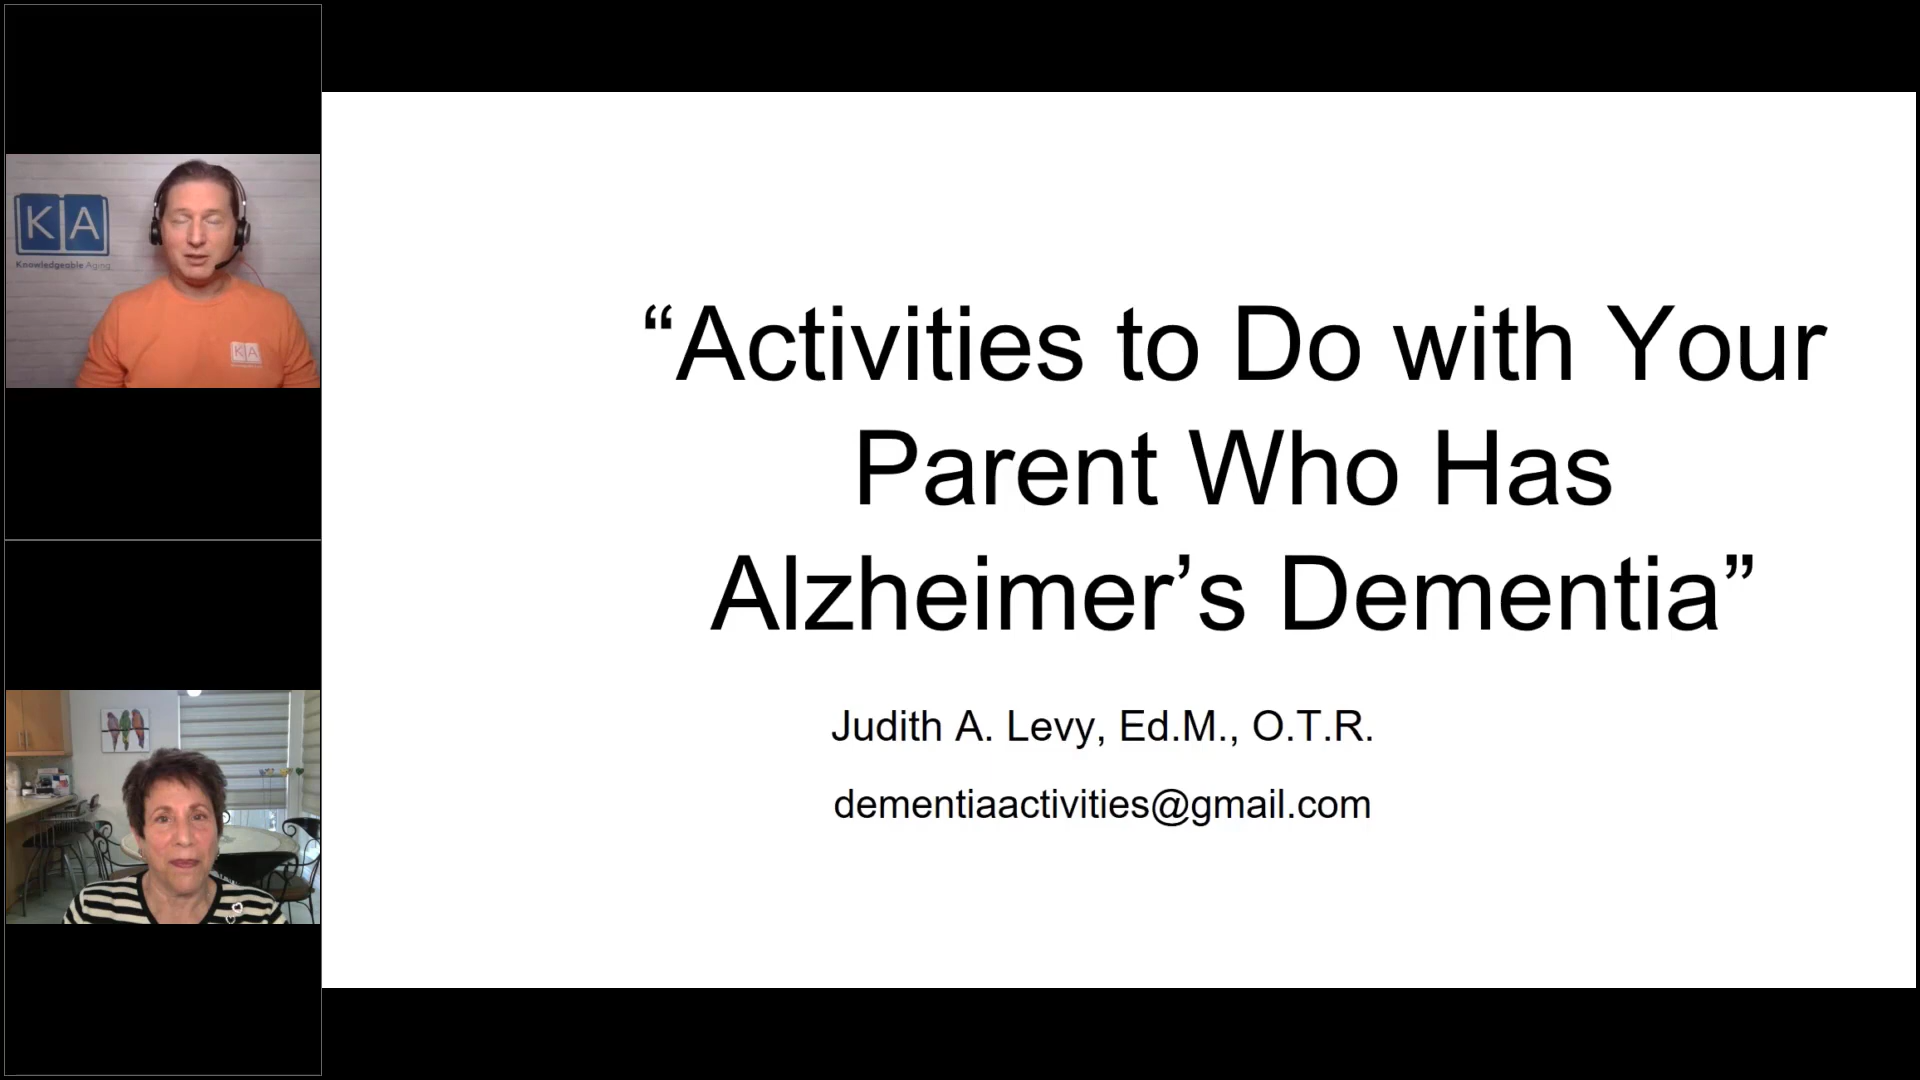 K A
Knowledgeable Aging
KA
“Activities to Do with Your
Parent Who Has
Alzheimer’s Dementia”
Judith A. Levy, Ed.M., O.T.R.
dementiaactivities@gmail.com